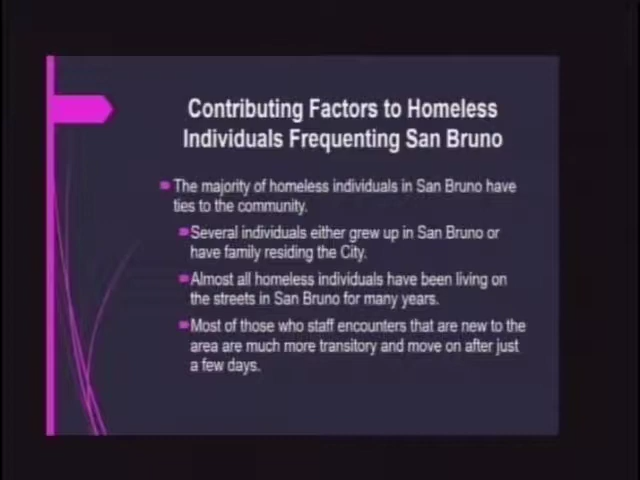 Contributing Factors to Homeless
Individuals Frequenting San Bruno
The majority of homeless individuals in San Bruno have
ties to the community.
Several individuals either grew up in San Bruno or
have family residing the City.
Almost all homeless individuals have been living on
the streets in San Bruno for many years.
Most of those who staff encounters that are new to the
area are much more transitory and move on after just
a few days.